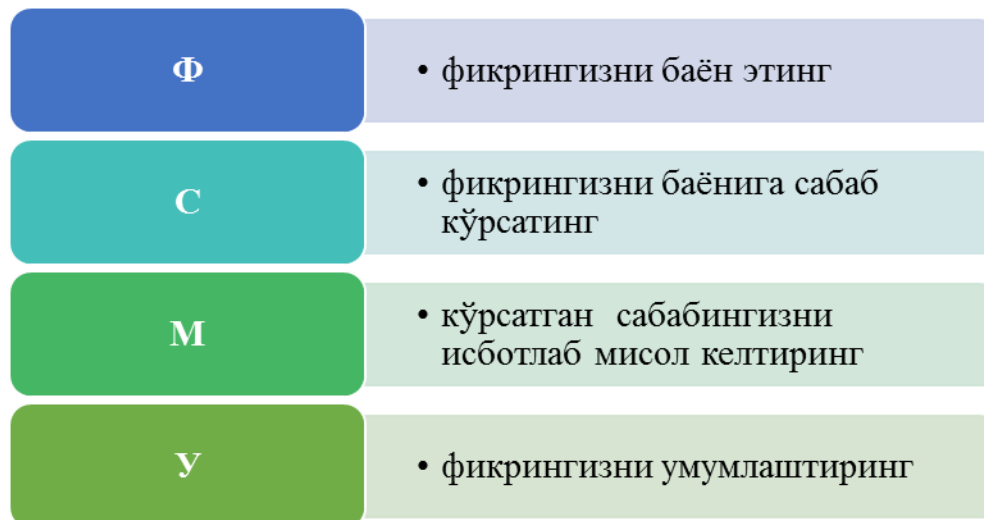 Ф
• фикрингизни баён этинг
С
• фикрингизни баёнига сабаб
кўрсатинг
М
• кўрсатган сабабингизни
исботлаб мисол келтиринг
У
• фикрингизни умумлаштиринг